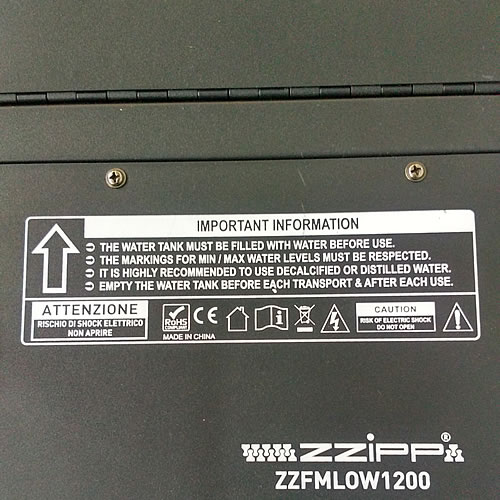 IMPORTANT INFORMATION
THE WATER TANK MUST BE FILLED WITH WATER BEFORE USE.
THE MARKINGS FOR MIN / MAX WATER LEVELS MUST BE RESPECTED.
IT IS HIGHLY RECOMMENDED TO USE DECALCIFIED OR DISTILLED WATER.
EMPTY THE WATER TANK BEFORE EACH TRANSPORT & AFTER EACH USE.
ATTENZIONE
RISCHIO DI SHOCK ELETTRICO
NON APRIRE
RoHS
COMPLIANT
CE
i
MADE IN CHINA
CAUTION
RISK OF ELECTRIC SHOCK
DO NOT OPEN
!
ZZIPP®
ZZFMLOW1200